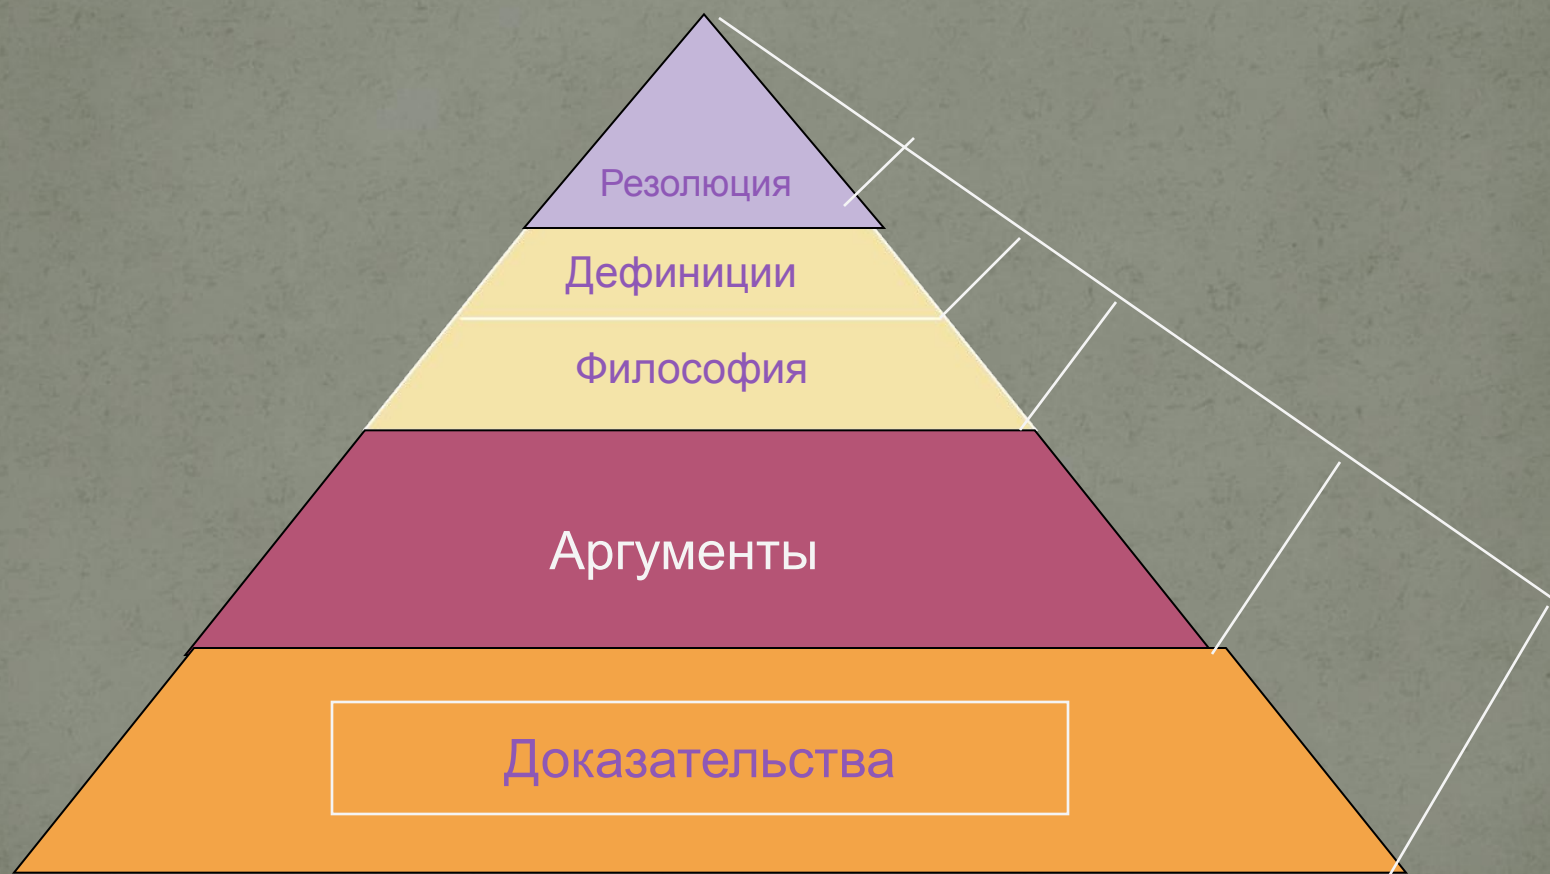 Резолюция
Дефиниции
Философия
Аргументы
Доказательства